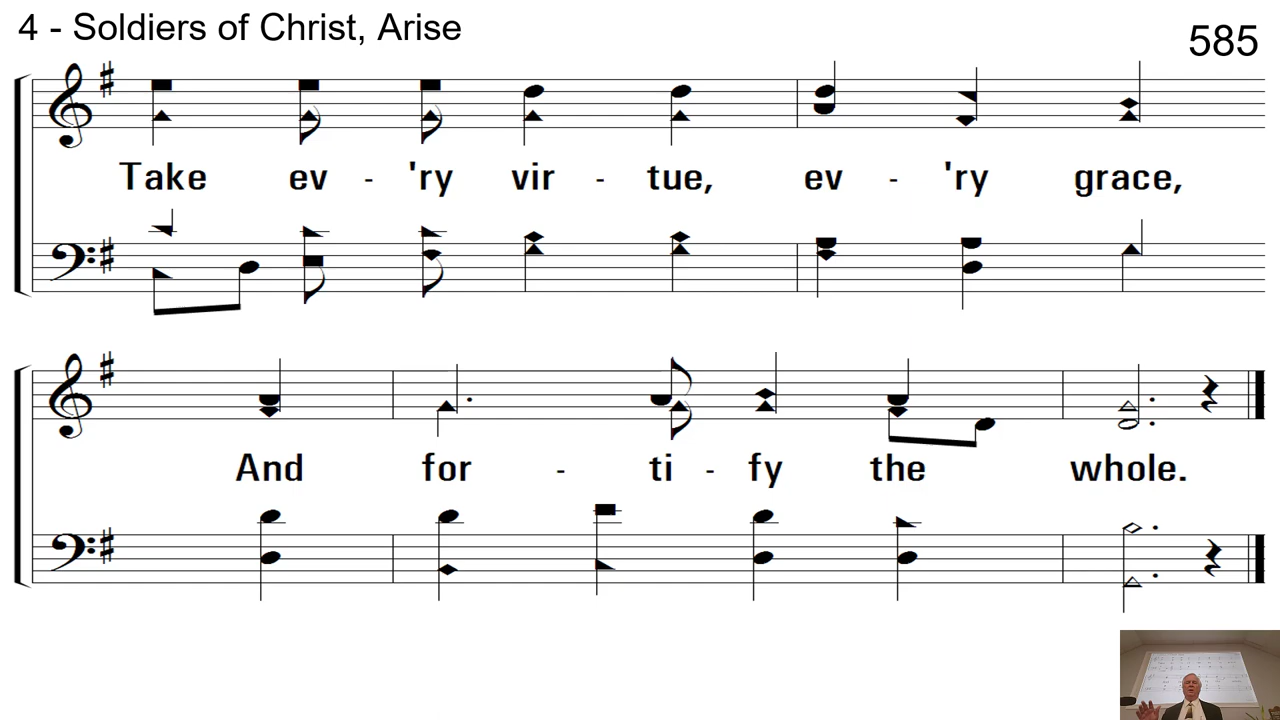 4 - Soldiers of Christ, Arise
585
Take ev - 'ry vir - tue, ev - 'ry grace,
And for - ti - fy the whole.